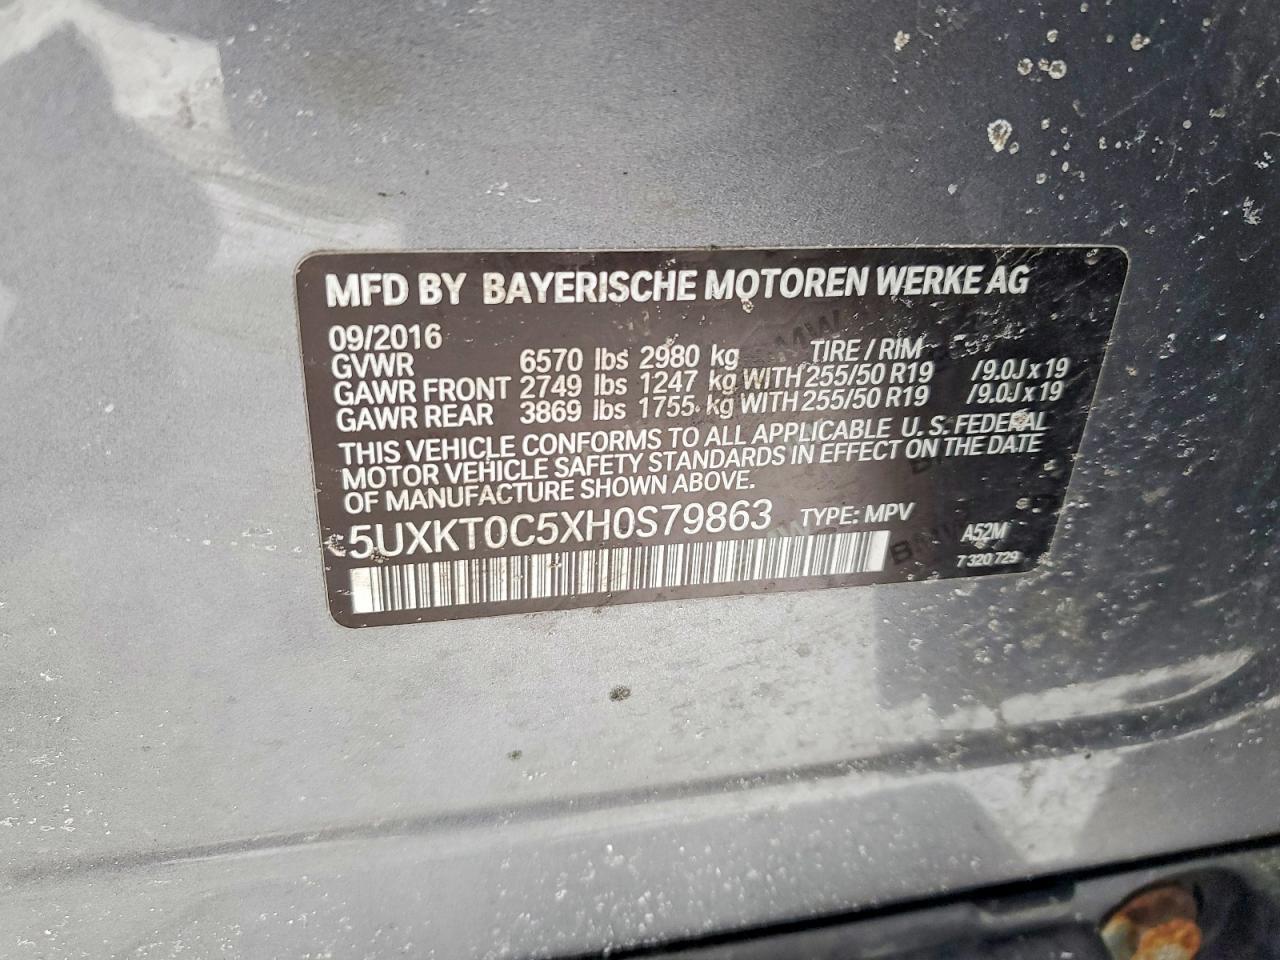 MFD BY BAYERISCHE MOTOREN WERKE AG
09/2016 TIRE / RIM
GVWR 6570 lbs 2980 kg
GAWR FRONT 2749 lbs 1247 kg WITH 255/50 R19 /9.0J x 19
GAWR REAR 3869 lbs 1755 kg WITH 255/50 R19 /9.0J x 19
THIS VEHICLE CONFORMS TO ALL APPLICABLE U.S. FEDERAL
MOTOR VEHICLE SAFETY STANDARDS IN EFFECT ON THE DATE
OF MANUFACTURE SHOWN ABOVE.
5UXKT0C5XH0S79863 TYPE: MPV
A52M
7 320 729